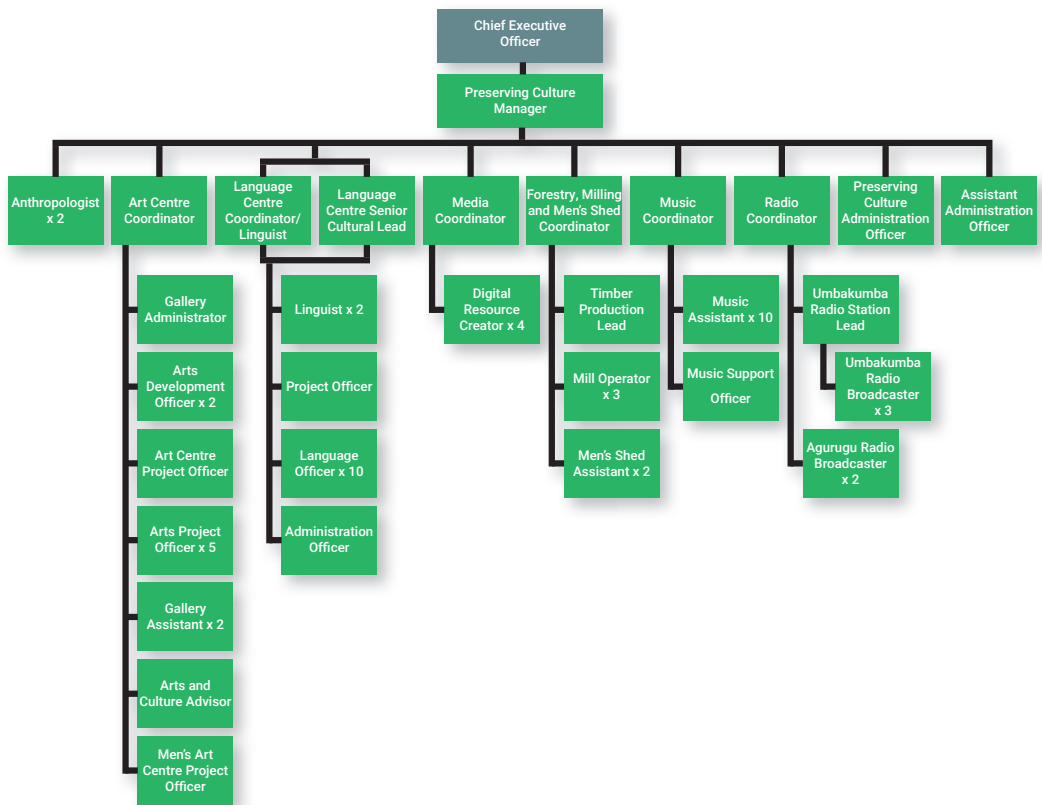 Chief Executive
Officer
Preserving Culture
Manager
Anthropologist
x 2
Art Centre
Coordinator
Language
Centre
Coordinator/
Linguist
Language
Centre Senior
Cultural Lead
Media
Coordinator
Forestry, Milling
and Men's Shed
Coordinator
Music
Coordinator
Radio
Coordinator
Preserving
Culture
Administration
Officer
Assistant
Administration
Officer
Gallery
Administrator
Arts
Development
Officer x 2
Art Centre
Project Officer
Arts Project
Officer x 5
Gallery
Assistant x 2
Arts and
Culture Advisor
Men's Art
Centre Project
Officer
Linguist x 2
Project Officer
Language
Officer x 10
Administration
Officer
Digital
Resource
Creator x 4
Timber
Production
Lead
Mill Operator
x 3
Men's Shed
Assistant x 2
Music
Assistant x 10
Music Support
Officer
Umbakumba
Radio Station
Lead
Umbakumba
Radio
Broadcaster
x 3
Agurugu Radio
Broadcaster
x 2